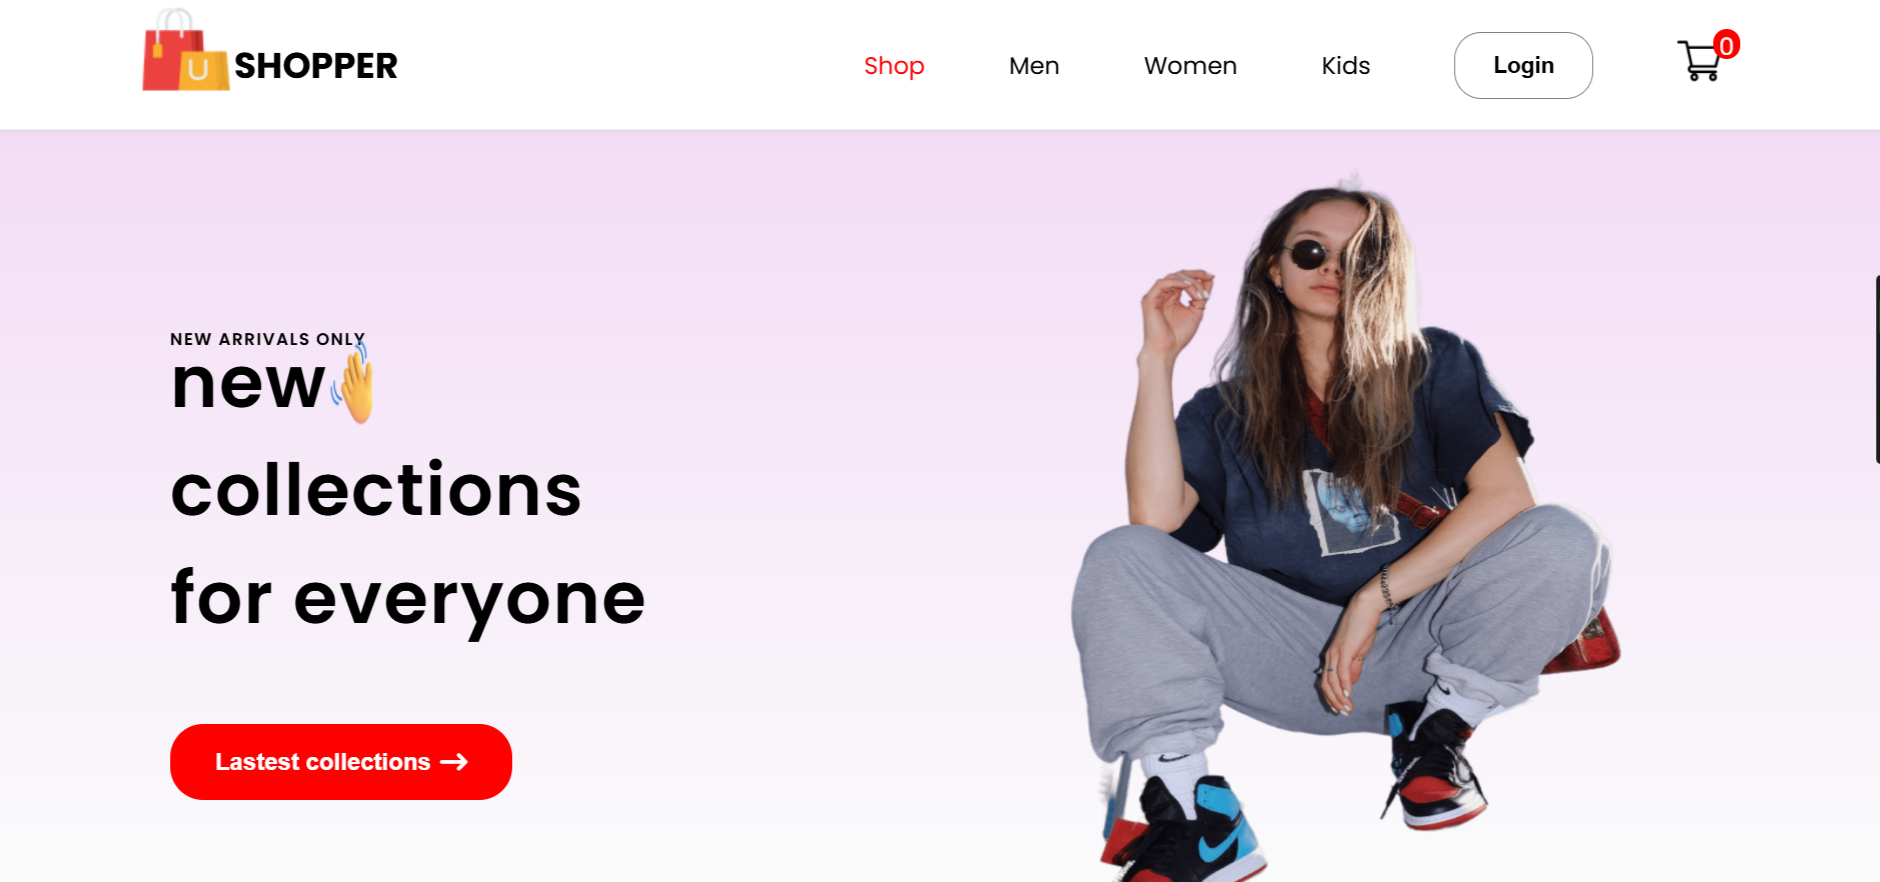 SHOPPER
Shop
Men
Women
Kids
Login
0
NEW ARRIVALS ONLY
new👋
collections
for everyone
Lastest collections →